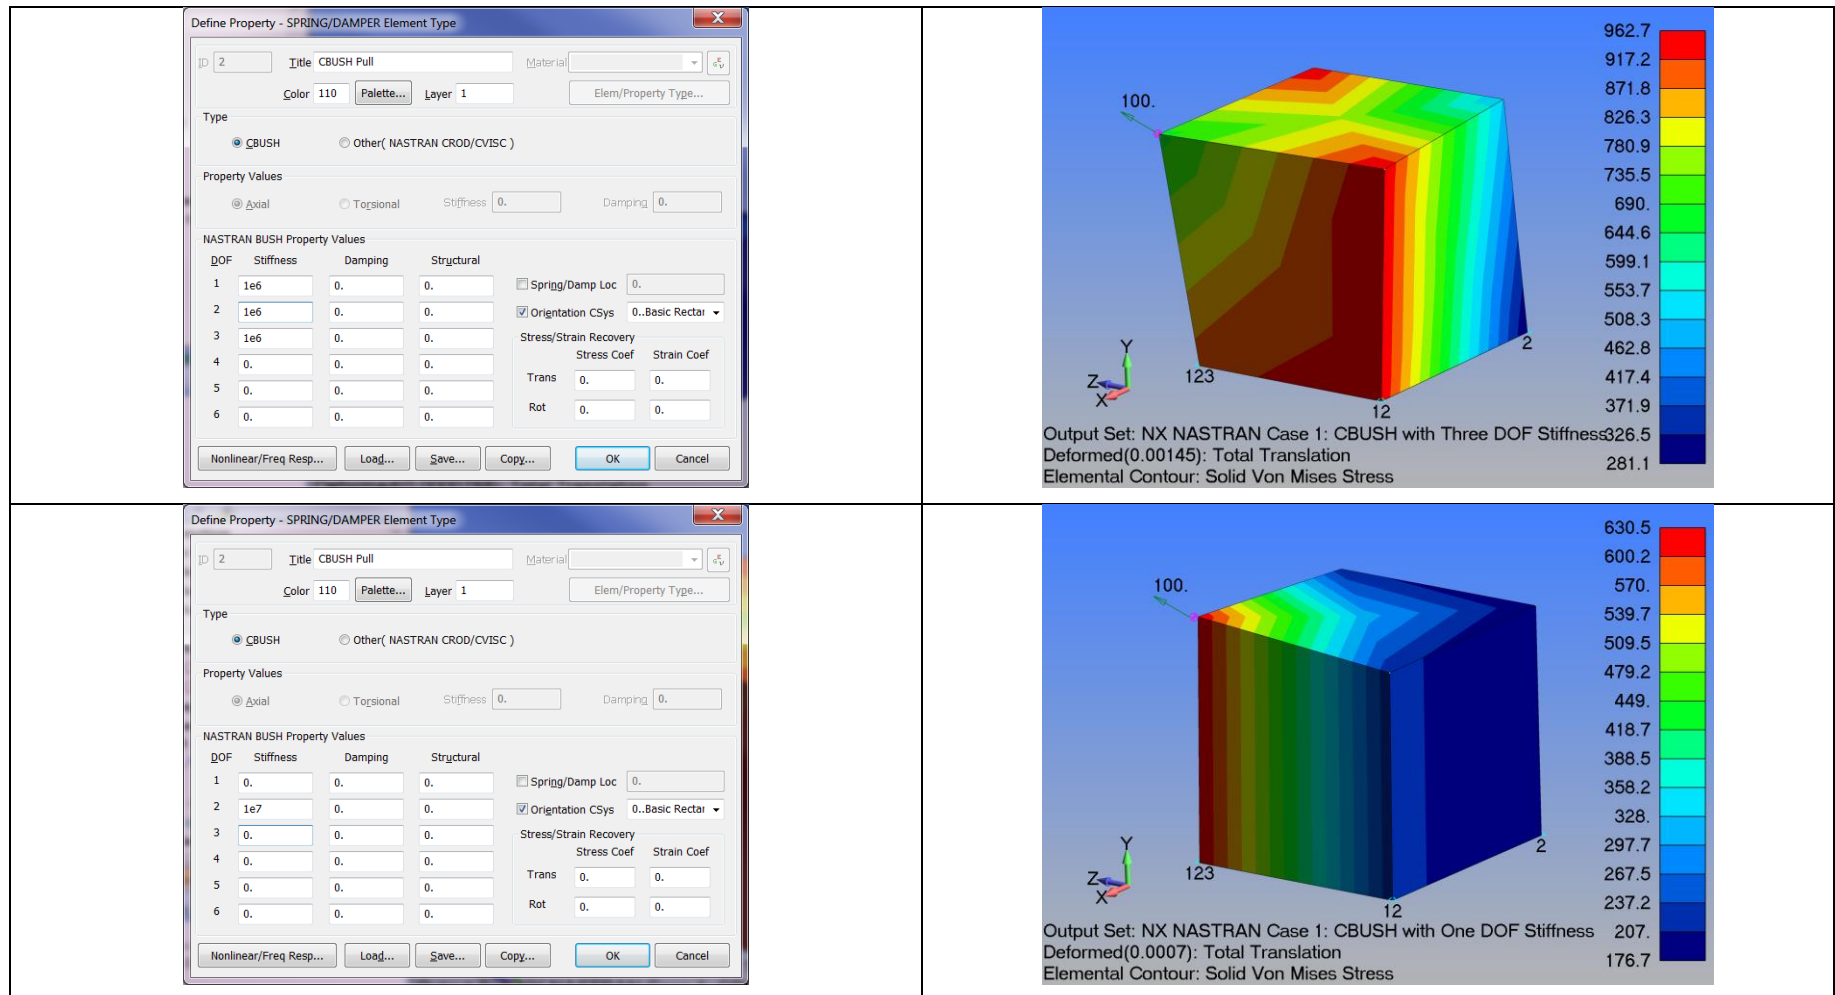 Define Property - SPRING/DAMPER Element Type
ID 2 Title CBUSH Pull Material
Color 110 Palette... Layer 1 Elem/Property Type...
Type
CBUSH Other( NASTRAN CROD/CVISC )
Property Values
Axial Torsional Stiffness 0. Damping 0.
NASTRAN BUSH Property Values
DOF Stiffness Damping Structural
1 1e6 0. 0. Spring/Damp Loc 0.
2 1e6 0. 0. Orientation CSys 0..Basic Rectar
3 1e6 0. 0. Stress/Strain Recovery
Stress Coef Strain Coef
4 0. 0. 0.
Trans 0. 0.
5 0. 0. 0.
Rot 0. 0.
6 0. 0. 0.
Nonlinear/Freq Resp... Load... Save... Copy... OK Cancel
962.7
917.2
871.8
826.3
780.9
735.5
690.
644.6
599.1
553.7
508.3
462.8
417.4
371.9
326.5
281.1
100.
2
123
12
Y
Z
X
Output Set: NX NASTRAN Case 1: CBUSH with Three DOF Stiffness
Deformed(0.00145): Total Translation
Elemental Contour: Solid Von Mises Stress
Define Property - SPRING/DAMPER Element Type
ID 2 Title CBUSH Pull Material
Color 110 Palette... Layer 1 Elem/Property Type...
Type
CBUSH Other( NASTRAN CROD/CVISC )
Property Values
Axial Torsional Stiffness 0. Damping 0.
NASTRAN BUSH Property Values
DOF Stiffness Damping Structural
1 0. 0. 0. Spring/Damp Loc 0.
2 1e7 0. 0. Orientation CSys 0..Basic Rectar
3 0. 0. 0. Stress/Strain Recovery
Stress Coef Strain Coef
4 0. 0. 0.
Trans 0. 0.
5 0. 0. 0.
Rot 0. 0.
6 0. 0. 0.
Nonlinear/Freq Resp... Load... Save... Copy... OK Cancel
630.5
600.2
570.
539.7
509.5
479.2
449.
418.7
388.5
358.2
328.
297.7
267.5
237.2
207.
176.7
100.
2
123
12
Y
Z
X
Output Set: NX NASTRAN Case 1: CBUSH with One DOF Stiffness
Deformed(0.0007): Total Translation
Elemental Contour: Solid Von Mises Stress